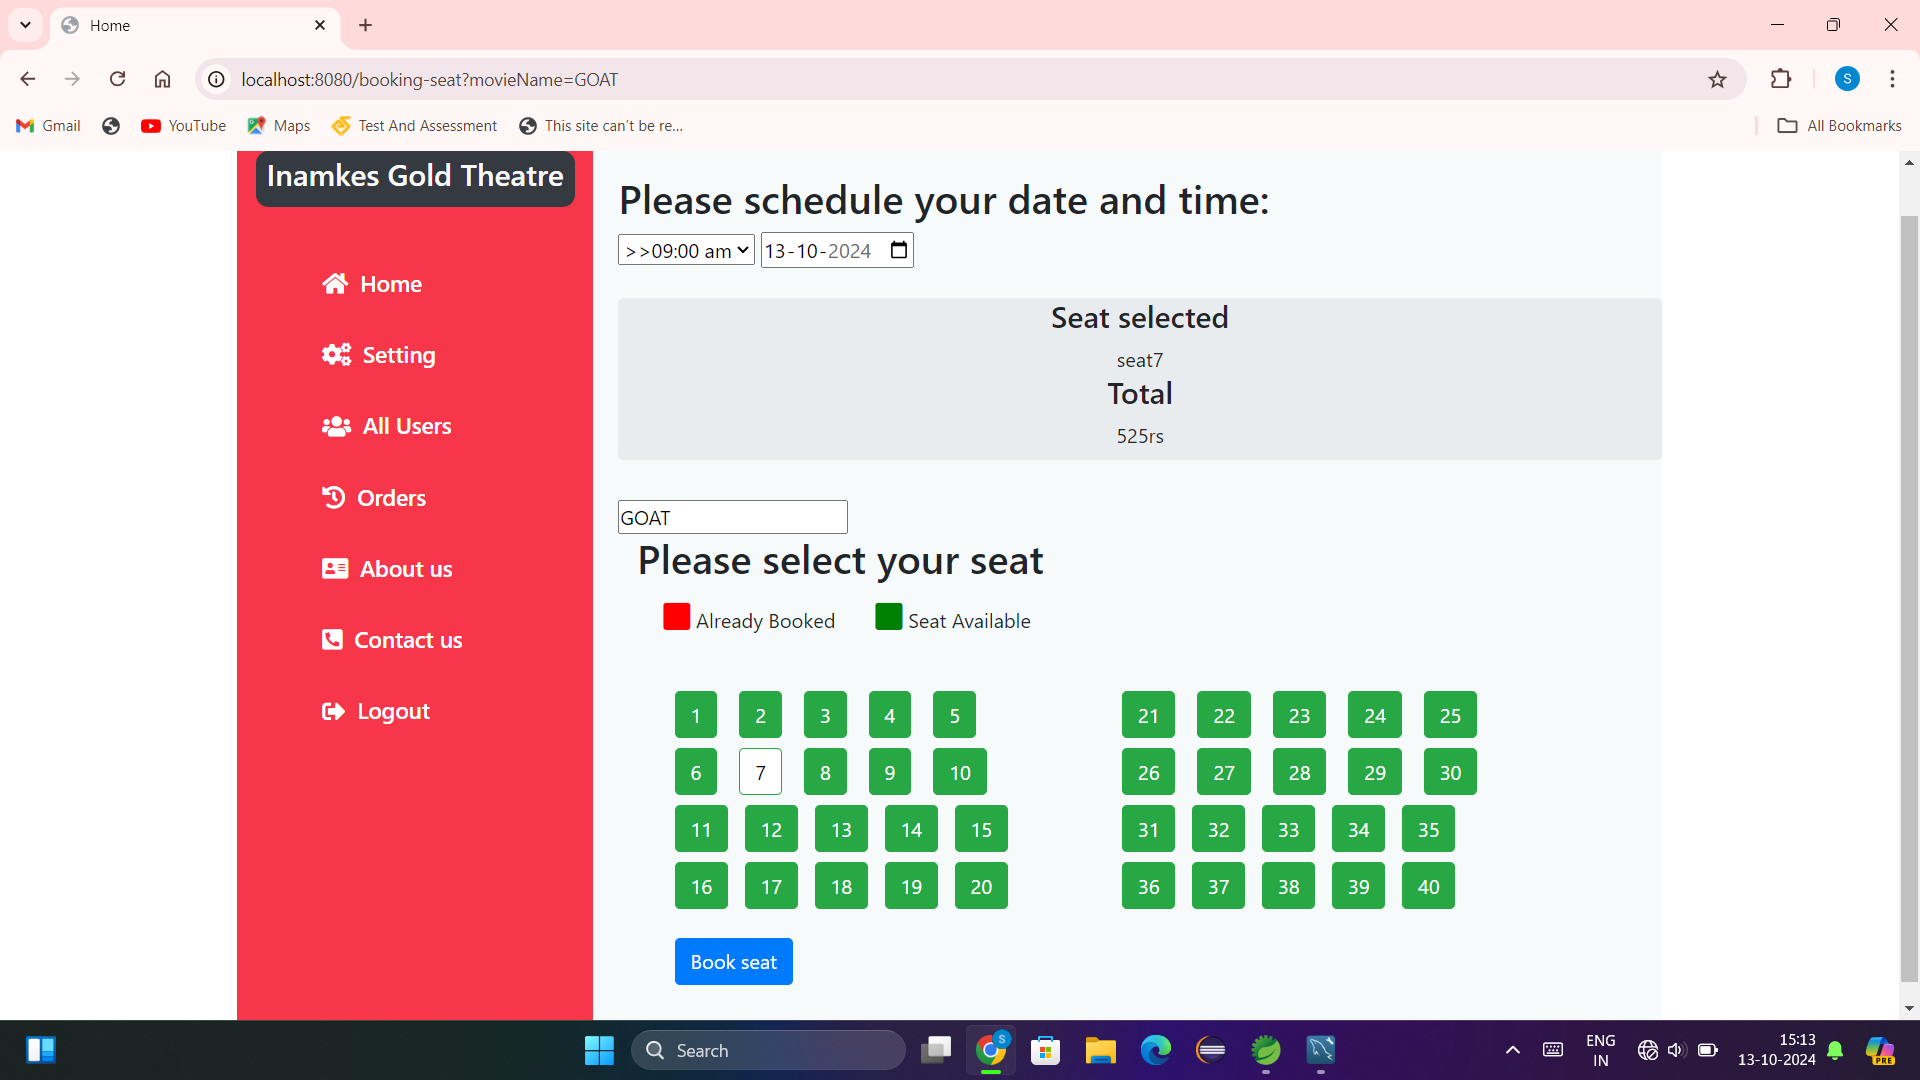 Home
localhost:8080/booking-seat?movieName=GOAT
S
Gmail
YouTube
Maps
Test And Assessment
This site can't be re...
All Bookmarks
Inamkes Gold Theatre
Home
Setting
All Users
Orders
About us
Contact us
Logout
Please schedule your date and time:
>>09:00 am
13-10-2024
Seat selected
seat7
Total
525rs
GOAT
Please select your seat
Already Booked Seat Available
1 2 3 4 5 21 22 23 24 25
6 7 8 9 10 26 27 28 29 30
11 12 13 14 15 31 32 33 34 35
16 17 18 19 20 36 37 38 39 40
Book seat
Search
S
ENG
IN
15:13
13-10-2024
PRE